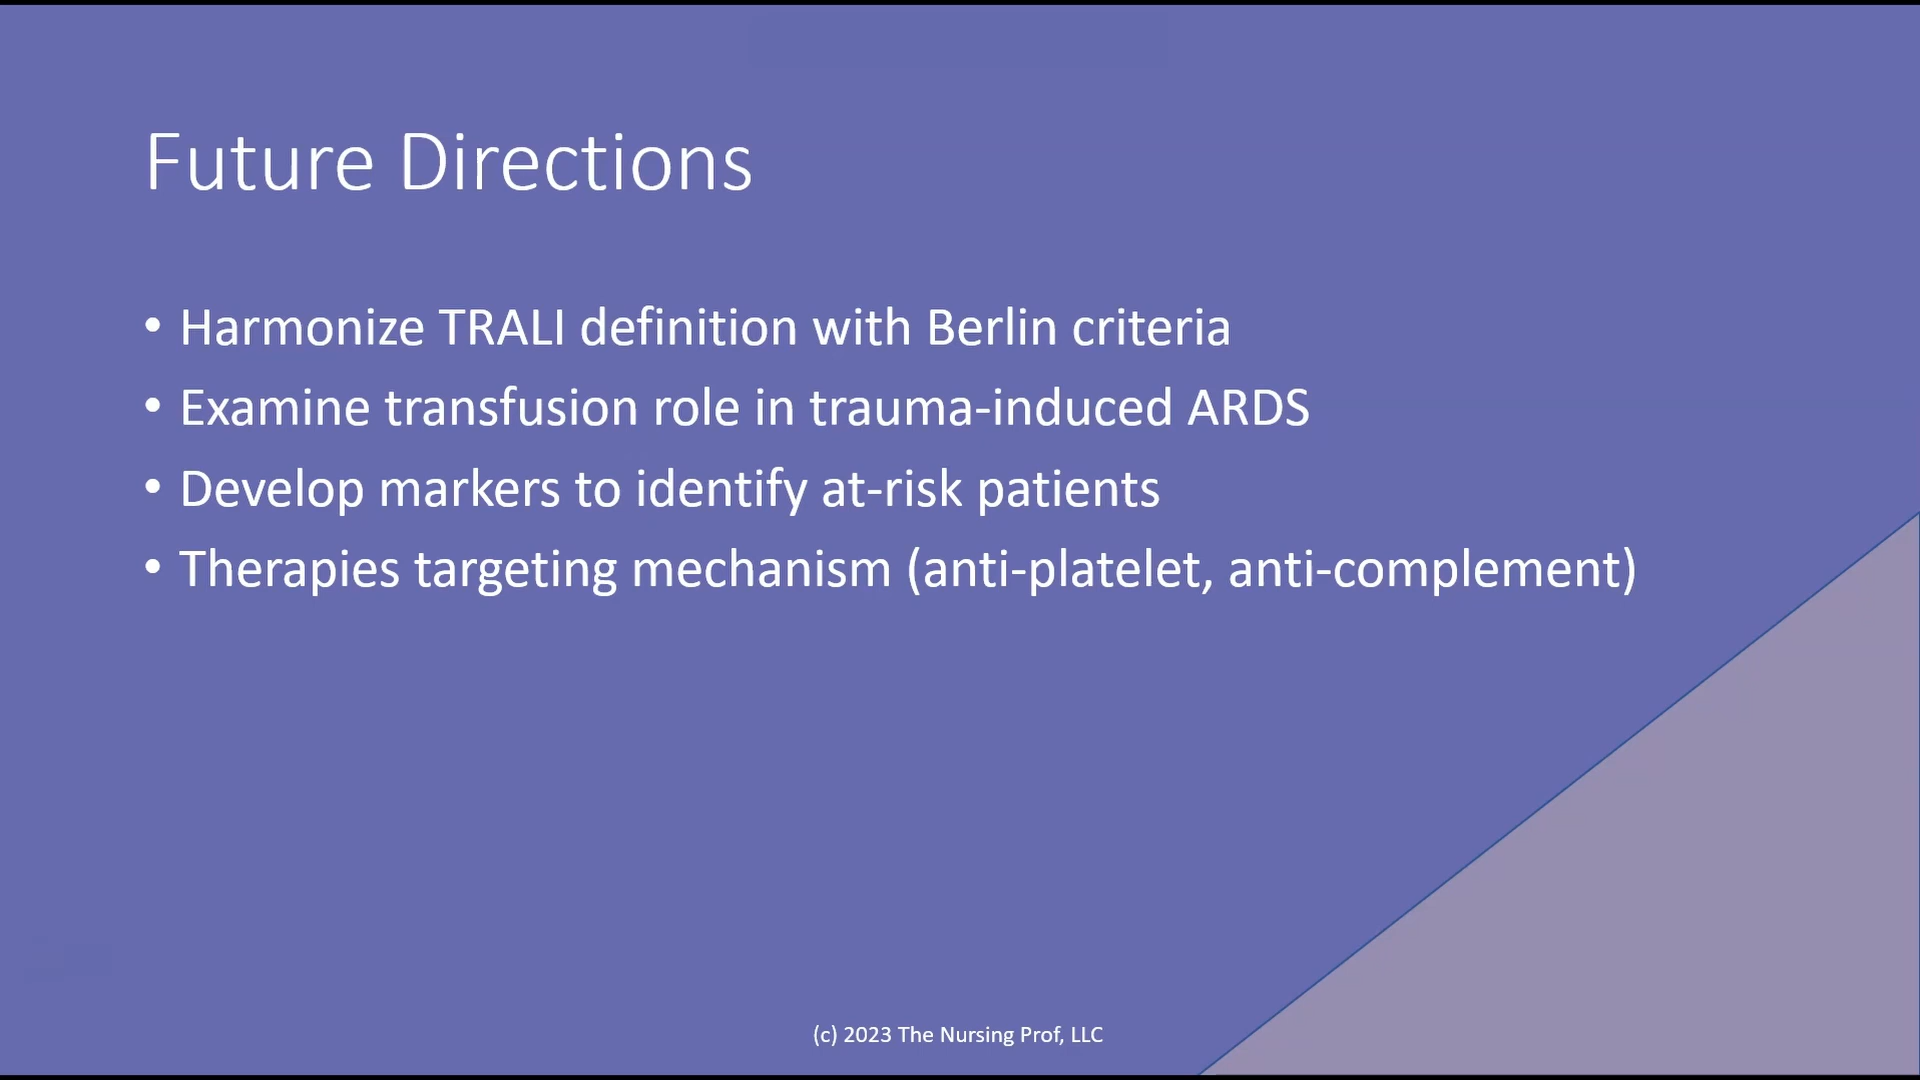 Future Directions
• Harmonize TRALI definition with Berlin criteria
• Examine transfusion role in trauma-induced ARDS
• Develop markers to identify at-risk patients
• Therapies targeting mechanism (anti-platelet, anti-complement)
(c) 2023 The Nursing Prof, LLC